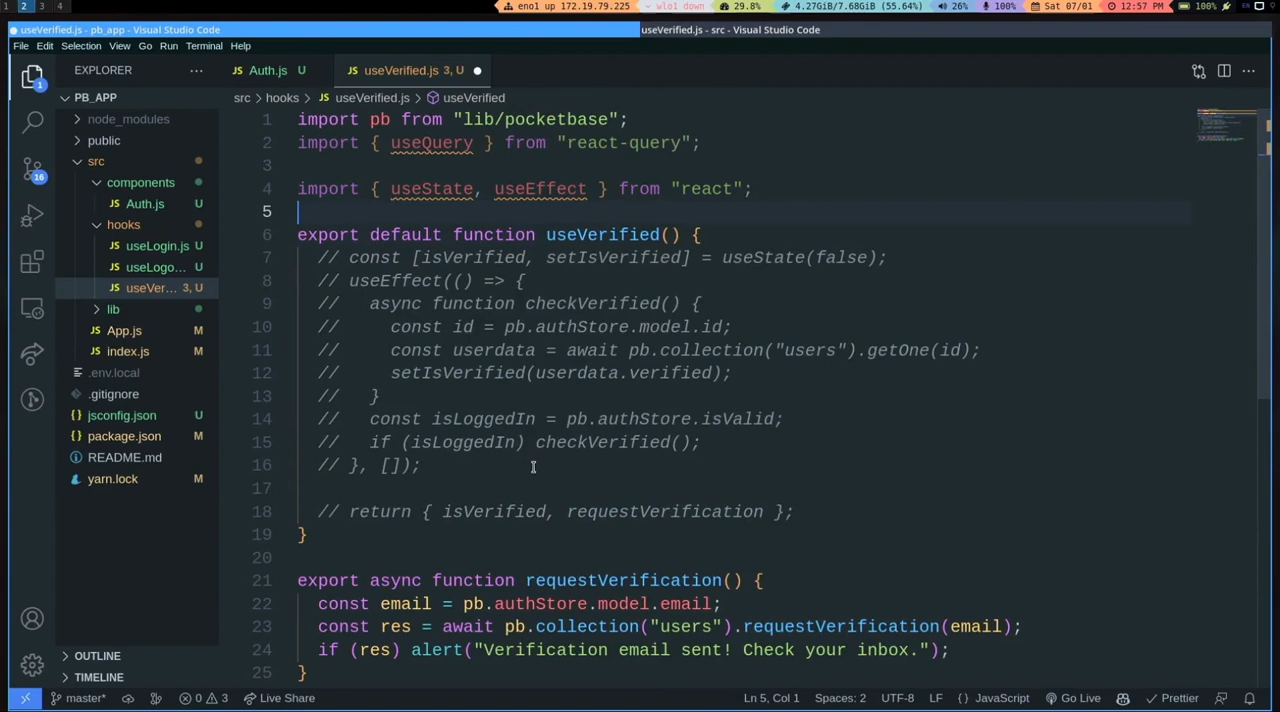 1 2 3 4 eno1 up 172.19.79.225 wlo1 down 29.8% 4.27GiB/7.68GiB (55.64%) 26% 100% Sat 07/01 12:57 PM 100% EN
useVerified.js - pb_app - Visual Studio Code useVerified.js - src - Visual Studio Code
File Edit Selection View Go Run Terminal Help
EXPLORER ··· Auth.js U useVerified.js 3, U
PB_APP src > hooks > useVerified.js > useVerified
node_modules
public
src
components
Auth.js U
hooks
useLogin.js U
useLogo... U
useVer... 3, U
lib
App.js M
index.js M
.env.local
.gitignore
jsconfig.json U
package.json M
README.md
yarn.lock
OUTLINE
TIMELINE
1
16
1 import pb from "lib/pocketbase";
2 import { useQuery } from "react-query";
3
4 import { useState, useEffect } from "react";
5
6 export default function useVerified() {
7 // const [isVerified, setIsVerified] = useState(false);
8 // useEffect(() => {
9 //   async function checkVerified() {
10 //     const id = pb.authStore.model.id;
11 //     const userdata = await pb.collection("users").getOne(id);
12 //     setIsVerified(userdata.verified);
13 //   }
14 //   const isLoggedIn = pb.authStore.isValid;
15 //   if (isLoggedIn) checkVerified();
16 // }, []);
17
18 // return { isVerified, requestVerification };
19 }
20
21 export async function requestVerification() {
22 const email = pb.authStore.model.email;
23 const res = await pb.collection("users").requestVerification(email);
24 if (res) alert("Verification email sent! Check your inbox.");
25 }
master* 0 3 Live Share Ln 5, Col 1 Spaces: 2 UTF-8 LF {} JavaScript Go Live Prettier